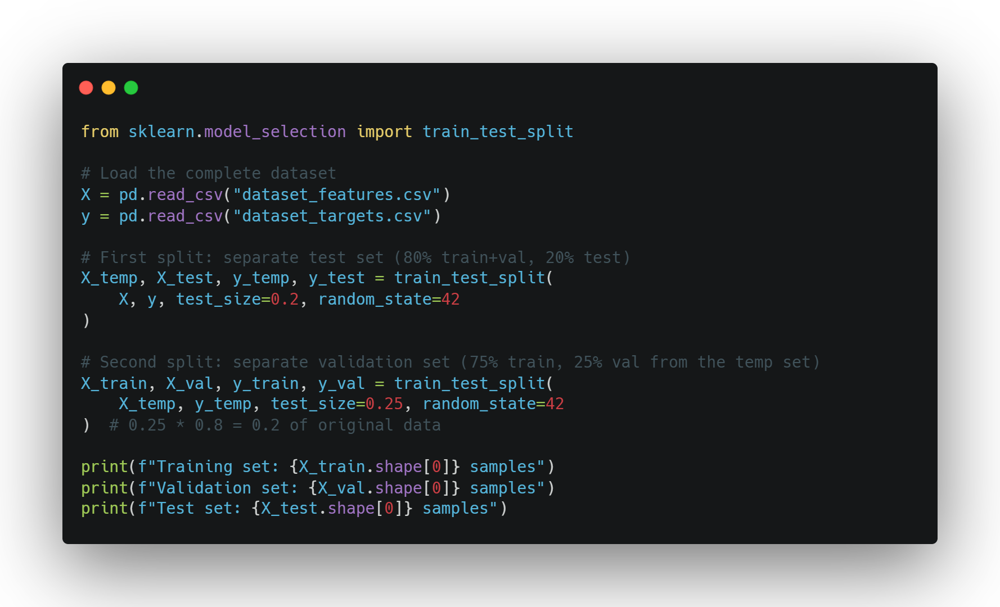 from sklearn.model_selection import train_test_split

# Load the complete dataset
X = pd.read_csv("dataset_features.csv")
y = pd.read_csv("dataset_targets.csv")

# First split: separate test set (80% train+val, 20% test)
X_temp, X_test, y_temp, y_test = train_test_split(
    X, y, test_size=0.2, random_state=42
)

# Second split: separate validation set (75% train, 25% val from the temp set)
X_train, X_val, y_train, y_val = train_test_split(
    X_temp, y_temp, test_size=0.25, random_state=42
)  # 0.25 * 0.8 = 0.2 of original data

print(f"Training set: {X_train.shape[0]} samples")
print(f"Validation set: {X_val.shape[0]} samples")
print(f"Test set: {X_test.shape[0]} samples")